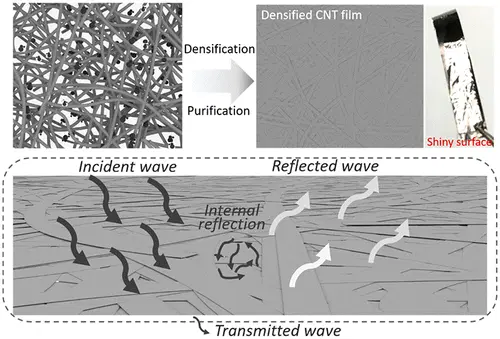 Densification
Purification
Densified CNT film
Shiny surface
Incident wave
Reflected wave
Internal
reflection
Transmitted wave